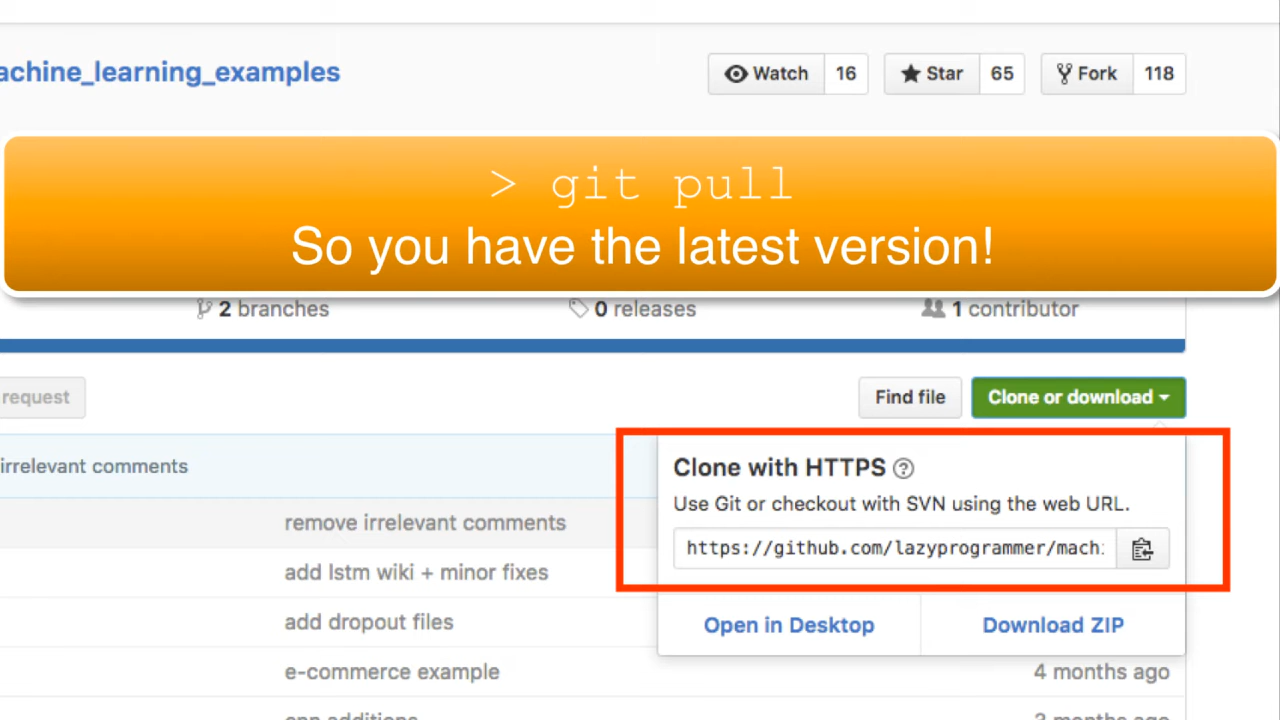 achine_learning_examples
Watch 16 Star 65 Fork 118
> git pull
So you have the latest version!
2 branches 0 releases 1 contributor
request Find file Clone or download
irrelevant comments
Clone with HTTPS
Use Git or checkout with SVN using the web URL.
remove irrelevant comments
https://github.com/lazyprogrammer/mach
add lstm wiki + minor fixes
add dropout files
Open in Desktop Download ZIP
e-commerce example 4 months ago